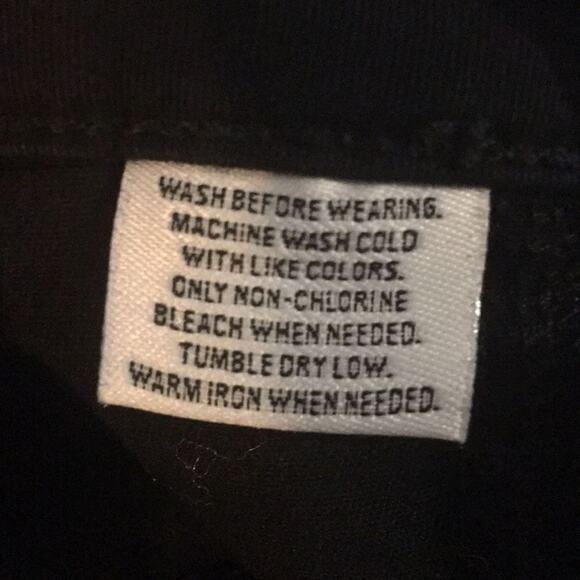 WASH BEFORE WEARING.
MACHINE WASH COLD
WITH LIKE COLORS.
ONLY NON-CHLORINE
BLEACH WHEN NEEDED.
TUMBLE DRY LOW.
WARM IRON WHEN NEEDED.